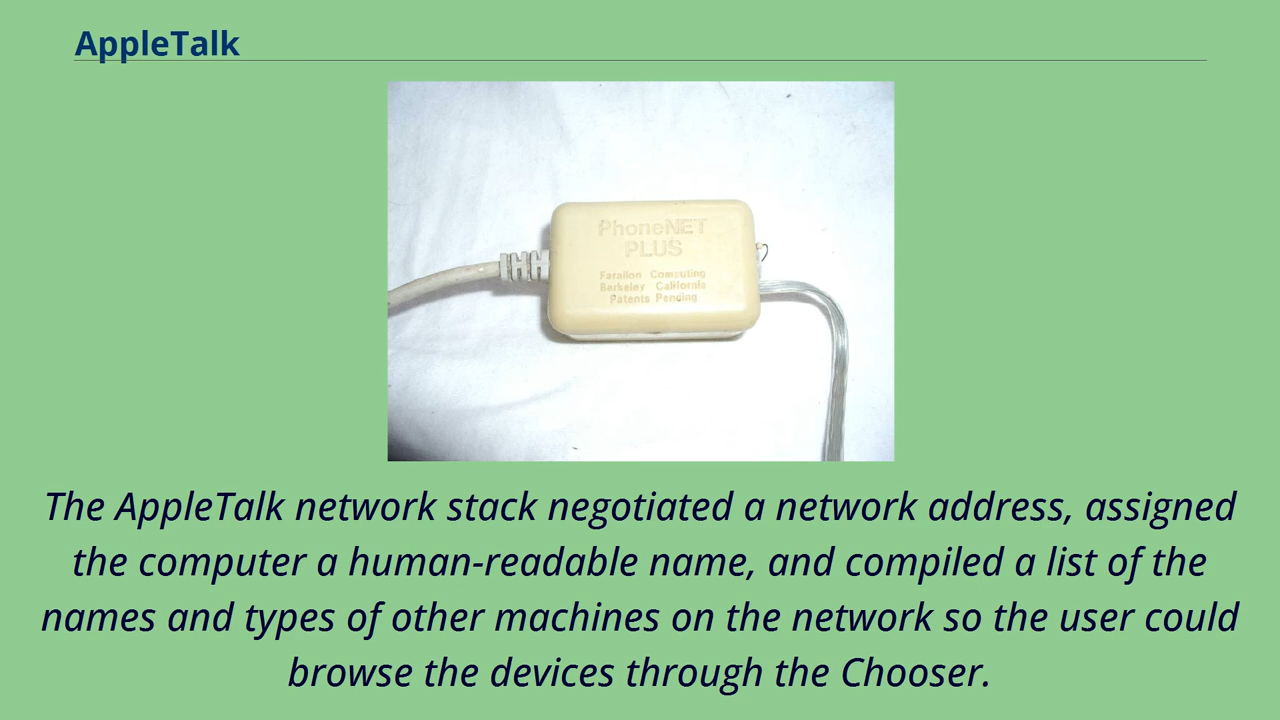 AppleTalk
PhoneNET
PLUS
Farallon Computing
Berkeley California
Patents Pending
The AppleTalk network stack negotiated a network address, assigned
the computer a human-readable name, and compiled a list of the
names and types of other machines on the network so the user could
browse the devices through the Chooser.